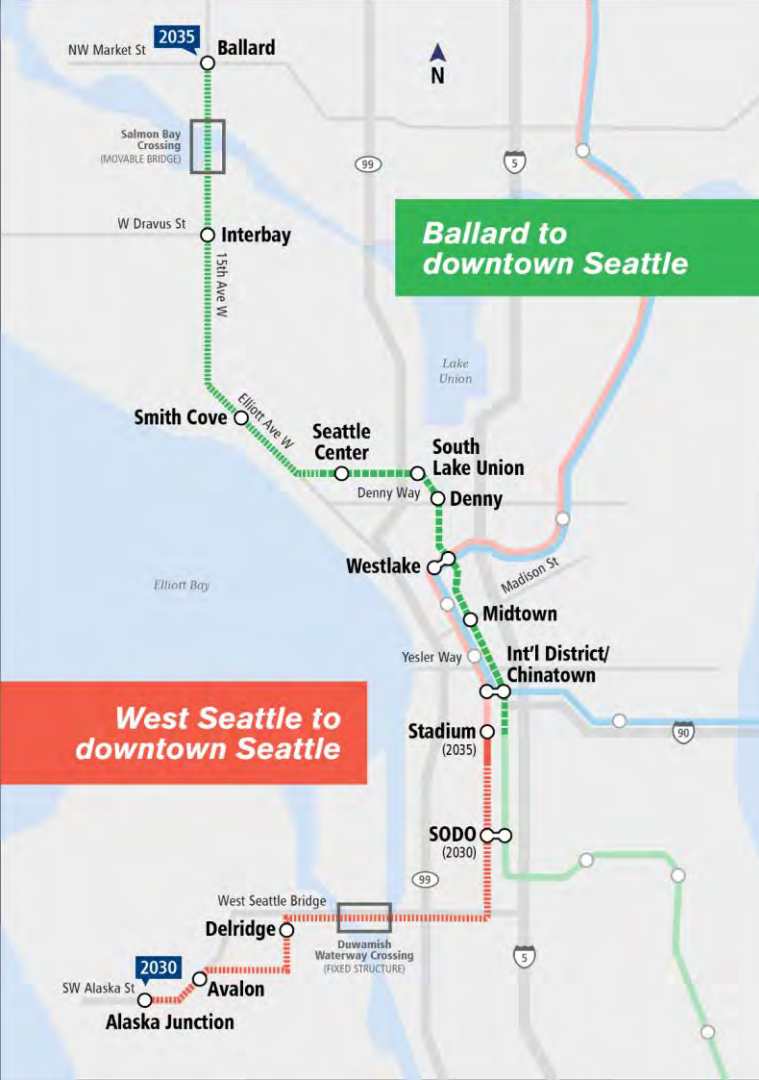 2035
NW Market St
Ballard
N
Salmon Bay
Crossing
(MOVABLE BRIDGE)
99
5
W Dravus St
Interbay
Ballard to
downtown Seattle
15th Ave W
Lake
Union
Smith Cove
Elliott Ave W
Seattle
Center
South
Lake Union
Denny Way
Denny
Westlake
Madison St
Elliott Bay
Midtown
Yesler Way
Int'l District/
Chinatown
West Seattle to
downtown Seattle
Stadium
(2035)
90
SODO
(2030)
99
West Seattle Bridge
Delridge
Duwamish
Waterway Crossing
(FIXED STRUCTURE)
5
2030
SW Alaska St
Avalon
Alaska Junction